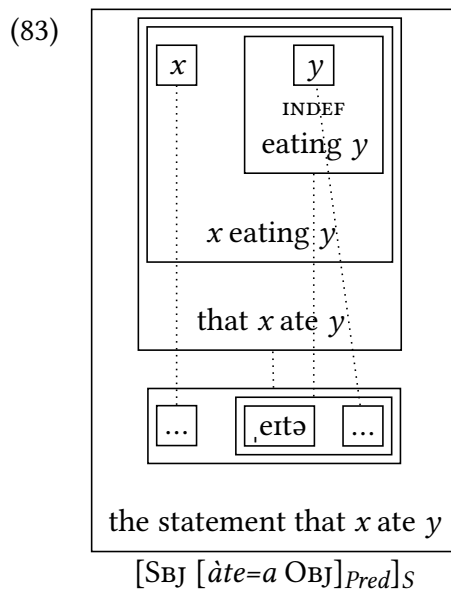 (83)
x y
INDEF
eating y
x eating y
that x ate y
... ˌeɪtə ...
the statement that x ate y
[SBJ [àte=a OBJ]Pred]S